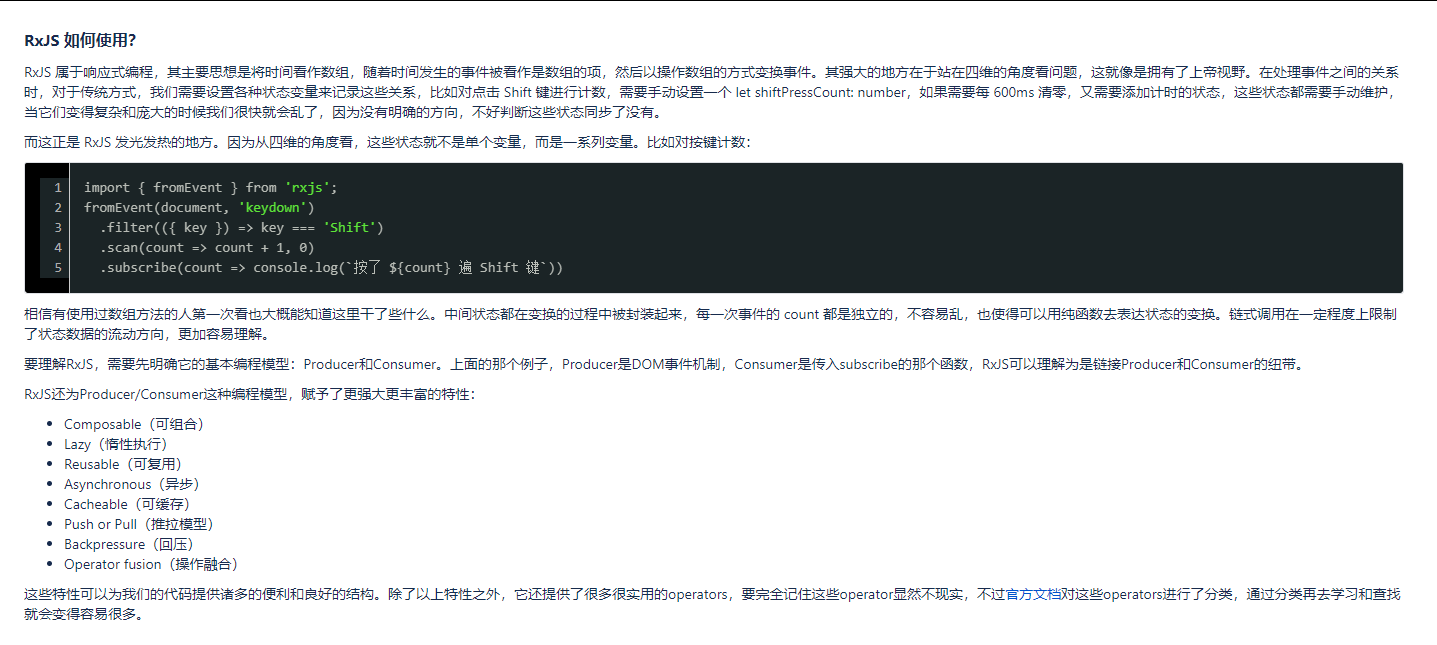 RxJS 如何使用?
RxJS 属于响应式编程，其主要思想是将时间看作数组，随着时间发生的事件被看作是数组的项，然后以操作数组的方式变换事件。其强大的地方在于站在四维的角度看问题，这就像是拥有了上帝视野。在处理事件之间的关系
时，对于传统方式，我们需要设置各种状态变量来记录这些关系，比如对点击 Shift 键进行计数，需要手动设置一个 let shiftPressCount: number，如果需要每 600ms 清零，又需要添加计时的状态，这些状态都需要手动维护，
当它们变得复杂和庞大的时候我们很快就会乱了，因为没有明确的方向，不好判断这些状态同步了没有。
而这正是 RxJS 发光发热的地方。因为从四维的角度看，这些状态就不是单个变量，而是一系列变量。比如对按键计数：
1 import { fromEvent } from 'rxjs';
2 fromEvent(document, 'keydown')
3 .filter(({ key }) => key === 'Shift')
4 .scan(count => count + 1, 0)
5 .subscribe(count => console.log(`按了 ${count} 遍 Shift 键`))
相信有使用过数组方法的人第一次看也大概能知道这里干了些什么。中间状态都在变换的过程中被封装起来，每一次事件的 count 都是独立的，不容易乱，也使得可以用纯函数去表达状态的变换。链式调用在一定程度上限制
了状态数据的流动方向，更加容易理解。
要理解RxJS，需要先明确它的基本编程模型：Producer和Consumer。上面的那个例子，Producer是DOM事件机制，Consumer是传入subscribe的那个函数，RxJS可以理解为是链接Producer和Consumer的纽带。
RxJS还为Producer/Consumer这种编程模型，赋予了更强大更丰富的特性：
• Composable（可组合）
• Lazy（惰性执行）
• Reusable（可复用）
• Asynchronous（异步）
• Cacheable（可缓存）
• Push or Pull（推拉模型）
• Backpressure（回压）
• Operator fusion（操作融合）
这些特性可以为我们的代码提供诸多的便利和良好的结构。除了以上特性之外，它还提供了很多很实用的operators，要完全记住这些operator显然不现实，不过官方文档对这些operators进行了分类，通过分类再去学习和查找
就会变得容易很多。